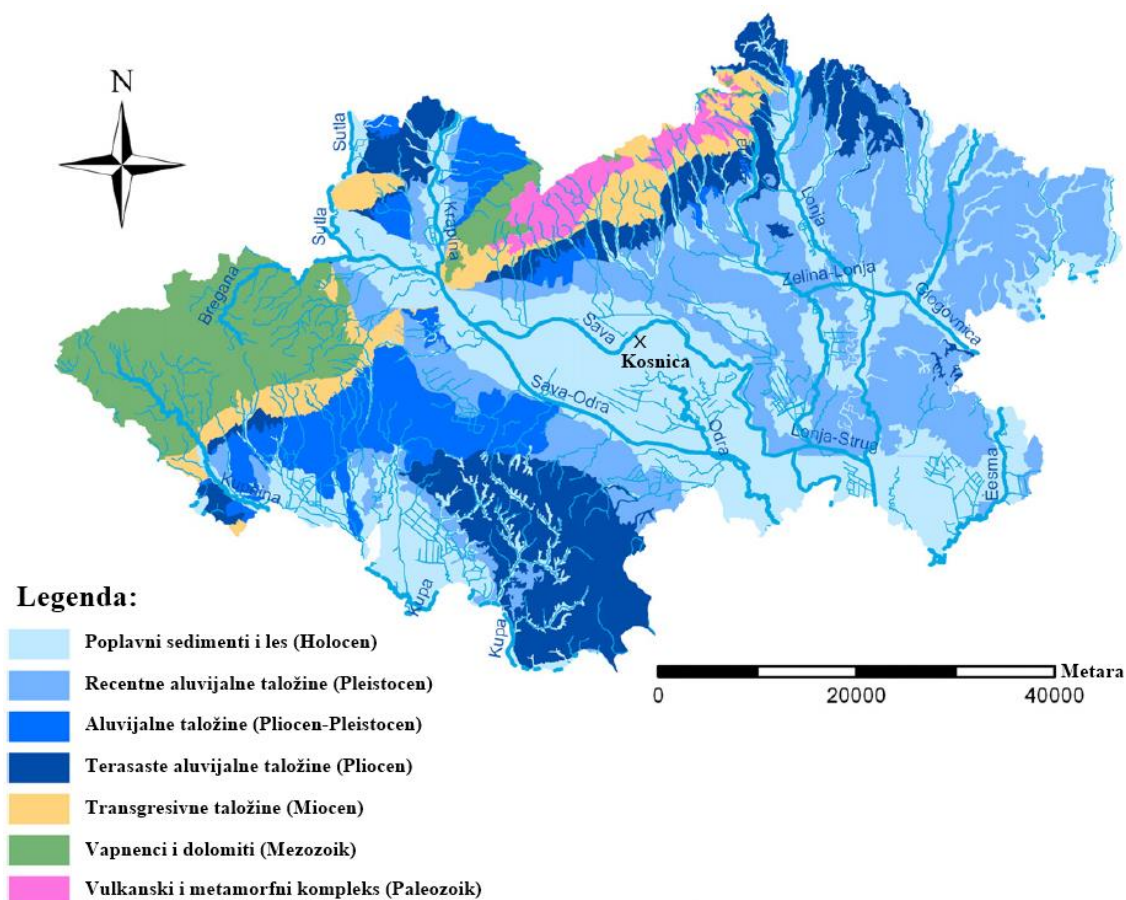 N
Sutla
Sutla
Krapina
Bregana
Lonja
Zelina-Lonja
Glogovnica
Sava
Kosnica
Sava-Odra
Odra
Lonja-Strug
Kupčina
Kupa
Kupa
Legenda:
Poplavni sedimenti i les (Holocen)
Recentne aluvijalne taložine (Pleistocen)
Aluvijalne taložine (Pliocen-Pleistocen)
Terasaste aluvijalne taložine (Pliocen)
Transgresivne taložine (Miocen)
Vapnenci i dolomiti (Mezozoik)
Vulkanski i metamorfni kompleks (Paleozoik)
Metara
0 20000 40000